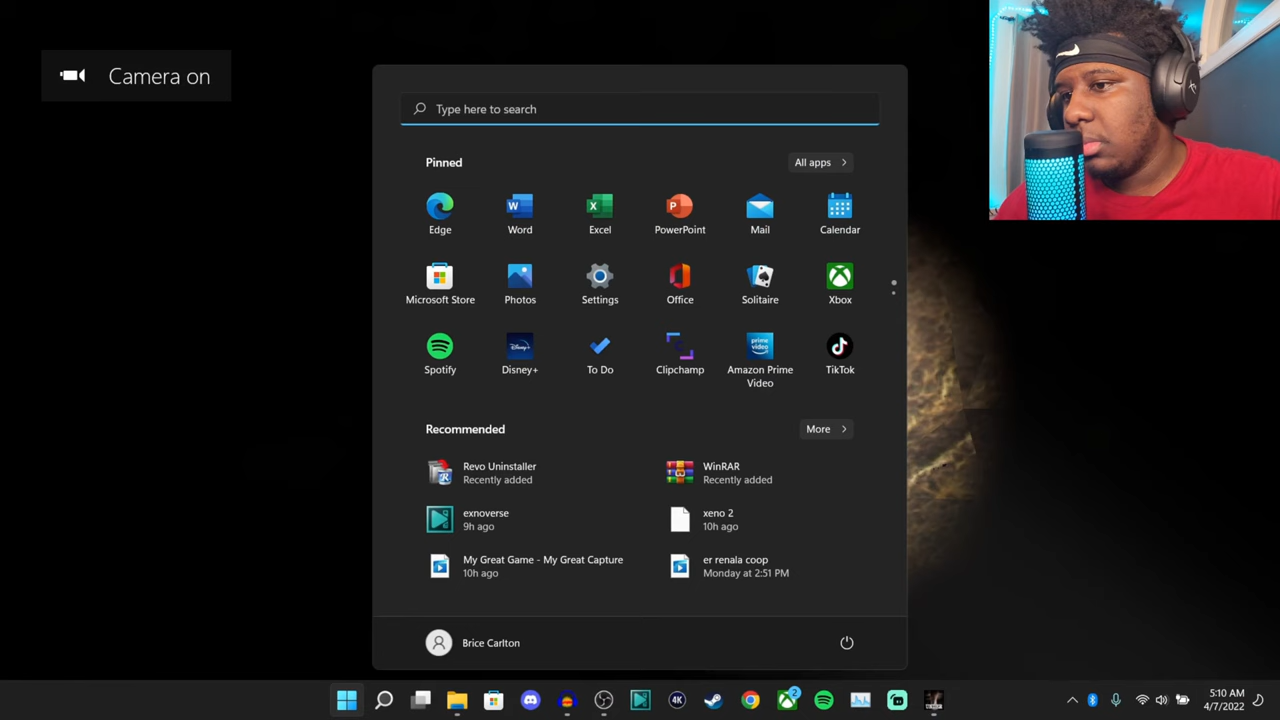 Camera on
Type here to search
Pinned
All apps
Edge
Word
Excel
PowerPoint
Mail
Calendar
Microsoft Store
Photos
Settings
Office
Solitaire
Xbox
Spotify
Disney+
To Do
Clipchamp
Amazon Prime
Video
TikTok
Recommended
More
Revo Uninstaller
Recently added
WinRAR
Recently added
exnoverse
9h ago
xeno 2
10h ago
My Great Game - My Great Capture
10h ago
er renala coop
Monday at 2:51 PM
Brice Carlton
5:10 AM
4/7/2022